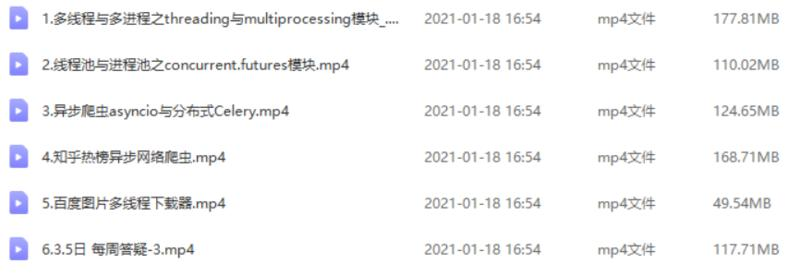 1.多线程与多进程之threading与multiprocessing模块_.... 2021-01-18 16:54 mp4文件 177.81MB
2.线程池与进程池之concurrent.futures模块.mp4 2021-01-18 16:54 mp4文件 110.02MB
3.异步爬虫asyncio与分布式Celery.mp4 2021-01-18 16:54 mp4文件 124.65MB
4.知乎热榜异步网络爬虫.mp4 2021-01-18 16:54 mp4文件 168.71MB
5.百度图片多线程下载器.mp4 2021-01-18 16:54 mp4文件 49.54MB
6.3.5日 每周答疑-3.mp4 2021-01-18 16:54 mp4文件 117.71MB